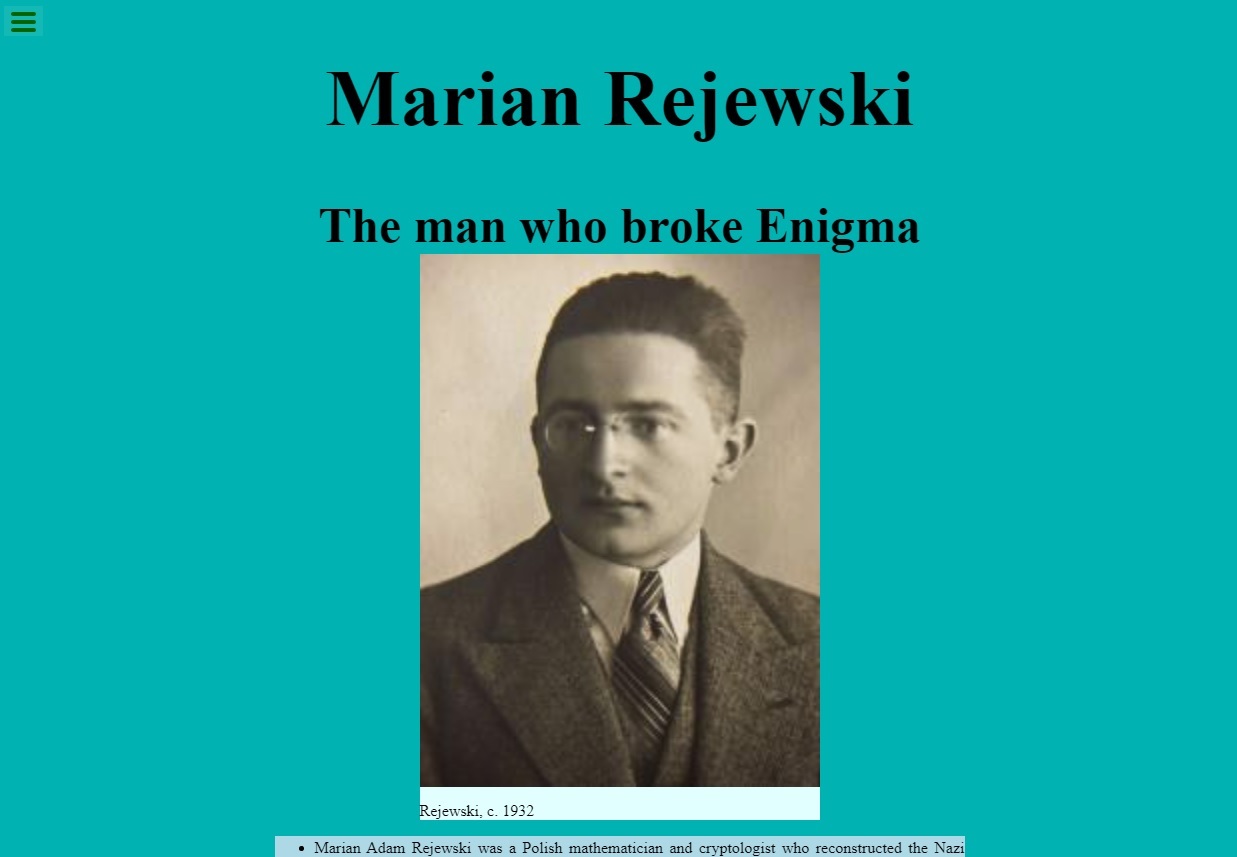 Marian Rejewski
The man who broke Enigma
Rejewski, c. 1932
• Marian Adam Rejewski was a Polish mathematician and cryptologist who reconstructed the Nazi